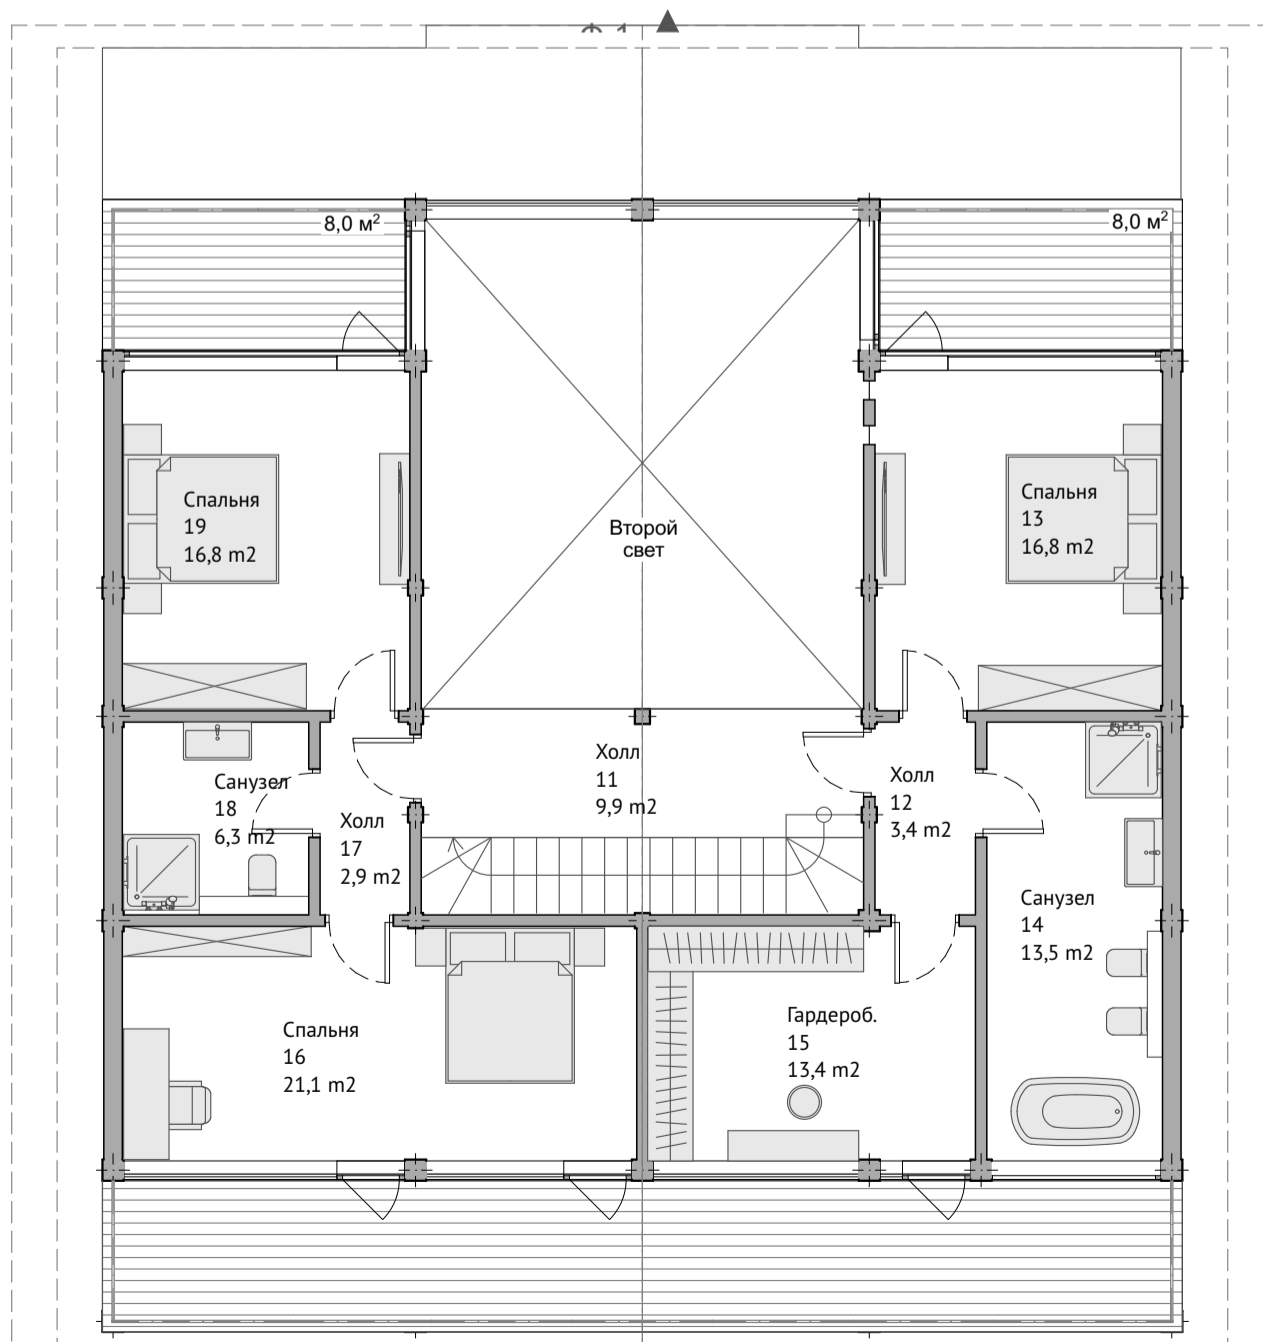 8,0 м²
8,0 м²
Спальня
19
16,8 m2
Второй
свет
Спальня
13
16,8 m2
Холл
11
9,9 m2
Холл
12
3,4 m2
Санузел
18
6,3 m2
Холл
17
2,9 m2
Санузел
14
13,5 m2
Спальня
16
21,1 m2
Гардероб.
15
13,4 m2